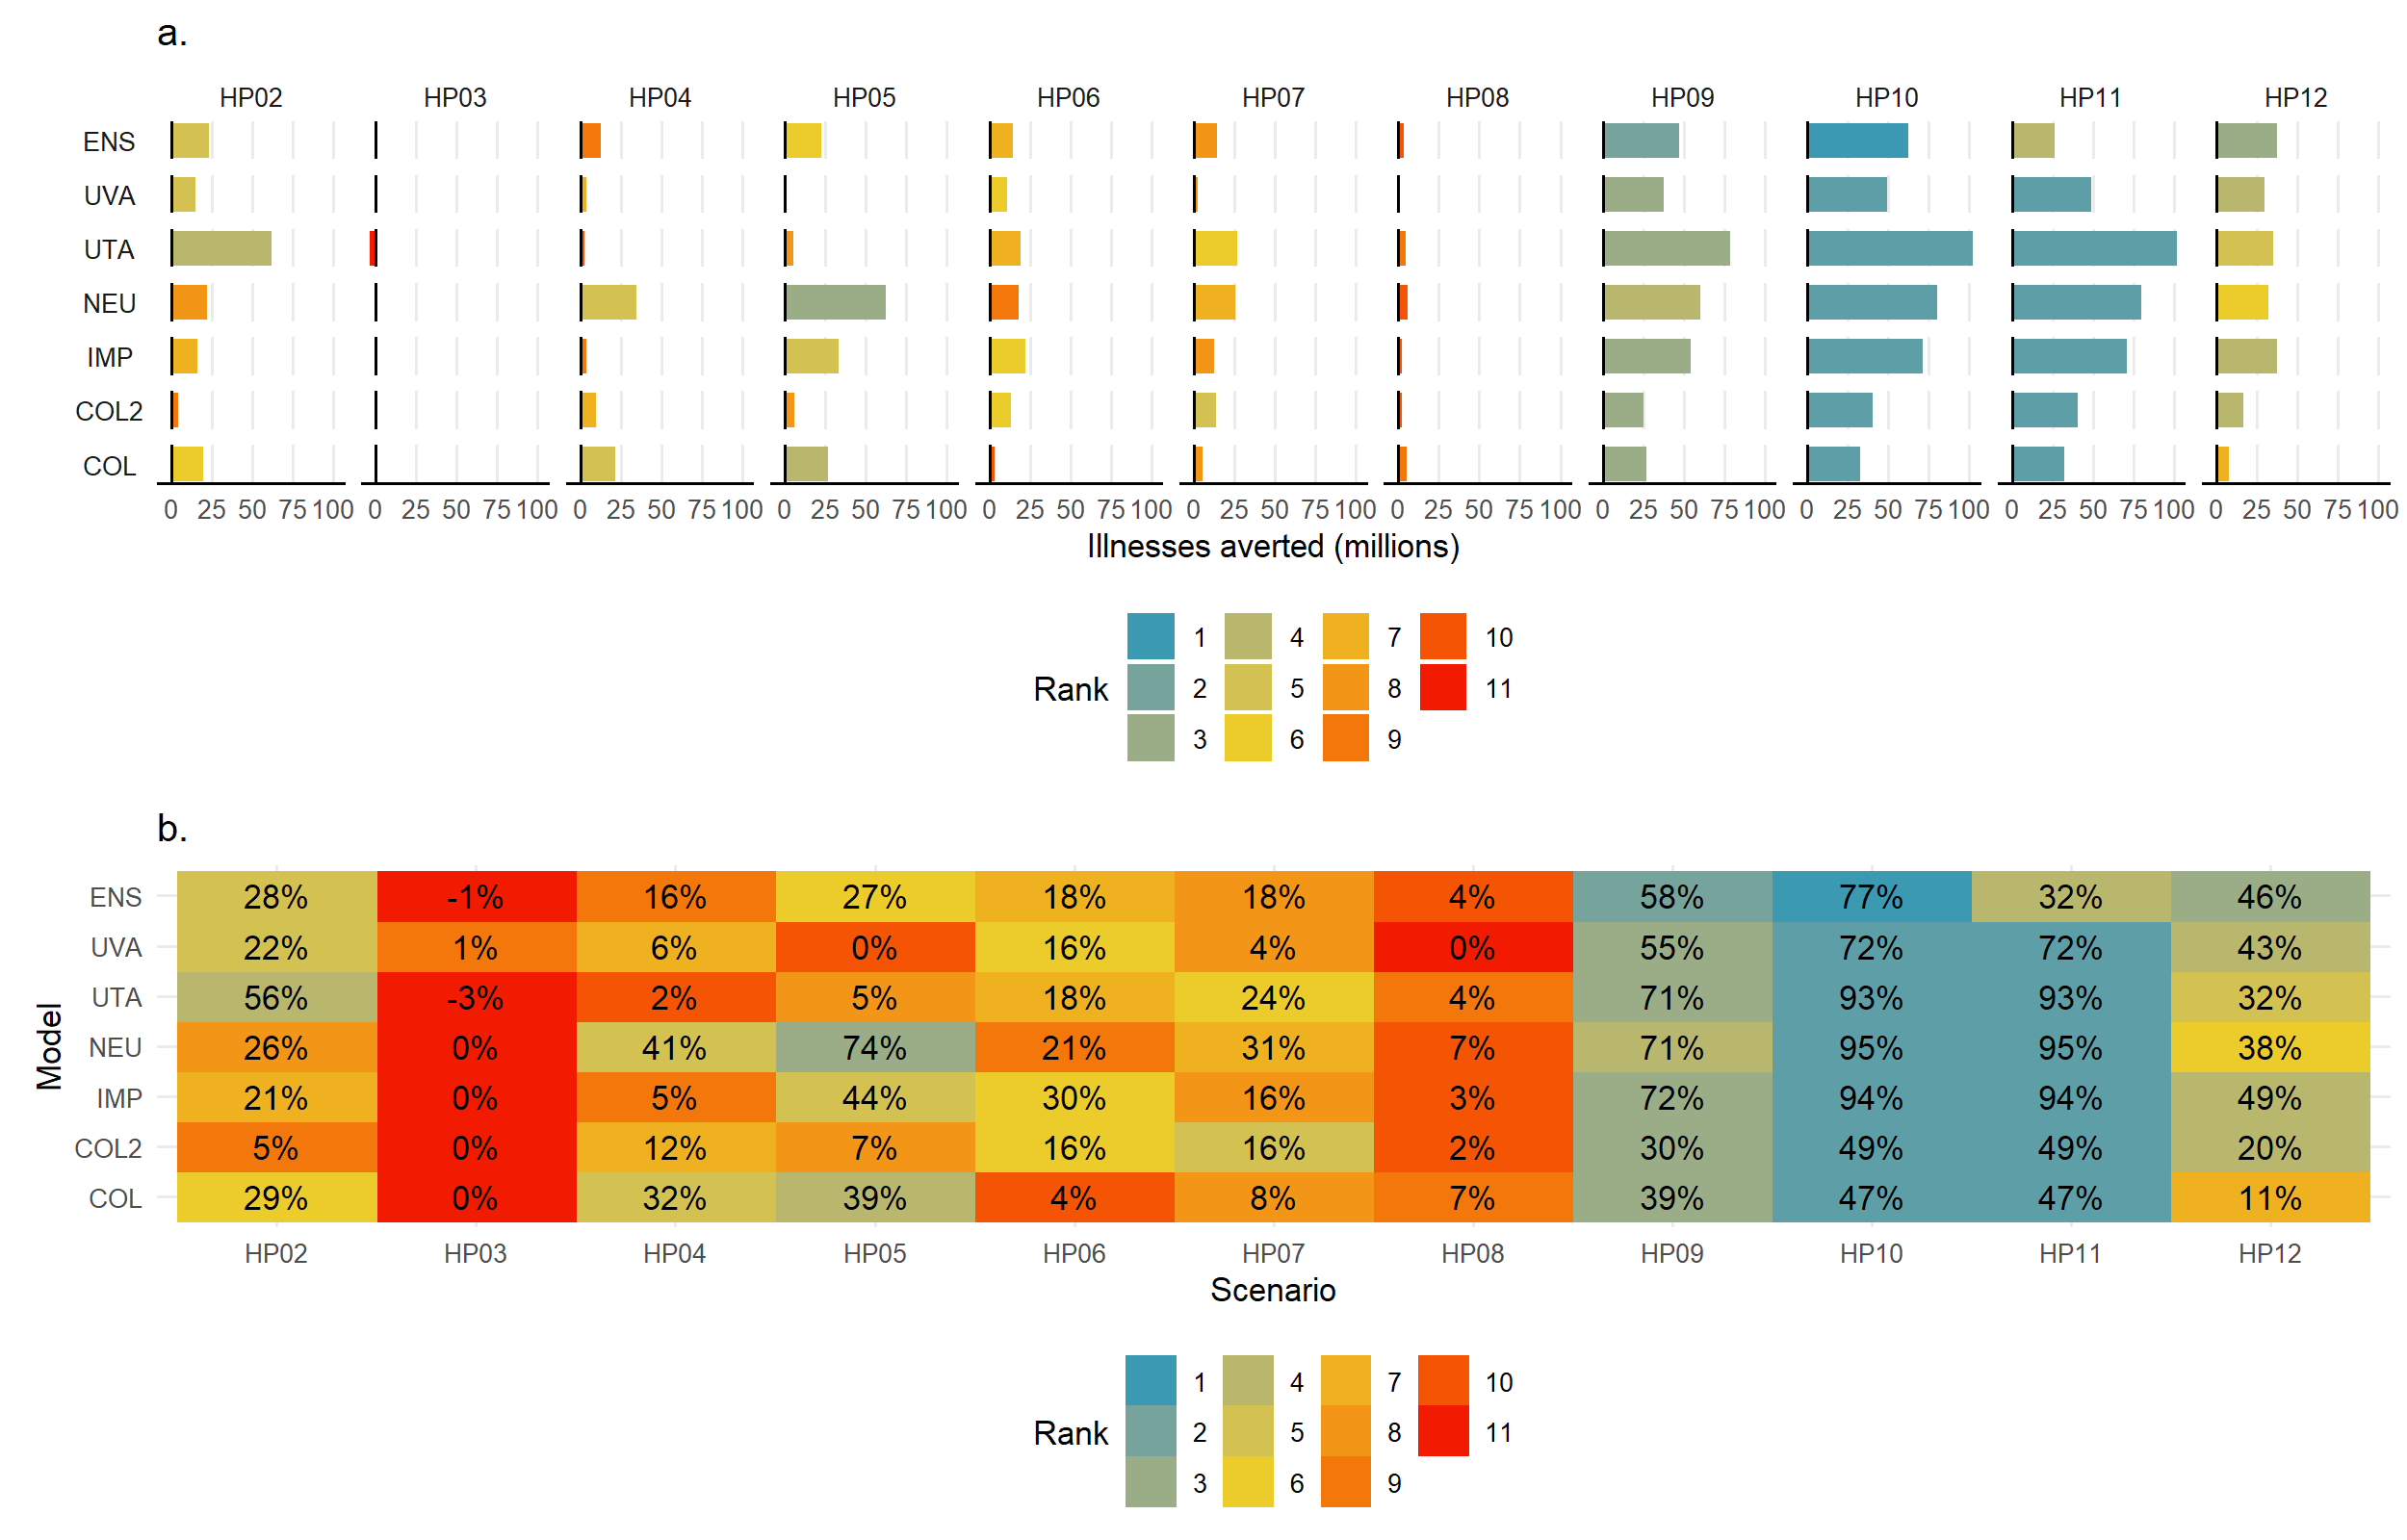 a.
HP02 HP03 HP04 HP05 HP06 HP07 HP08 HP09 HP10 HP11 HP12
ENS
UVA
UTA
NEU
IMP
COL2
COL
0 25 50 75 100 0 25 50 75 100 0 25 50 75 100 0 25 50 75 100 0 25 50 75 100 0 25 50 75 100 0 25 50 75 100 0 25 50 75 100 0 25 50 75 100 0 25 50 75 100 0 25 50 75 100
Illnesses averted (millions)
1 4 7 10
Rank 2 5 8 11
3 6 9
b.
Model
ENS 28% -1% 16% 27% 18% 18% 4% 58% 77% 32% 46%
UVA 22% 1% 6% 0% 16% 4% 0% 55% 72% 72% 43%
UTA 56% -3% 2% 5% 18% 24% 4% 71% 93% 93% 32%
NEU 26% 0% 41% 74% 21% 31% 7% 71% 95% 95% 38%
IMP 21% 0% 5% 44% 30% 16% 3% 72% 94% 94% 49%
COL2 5% 0% 12% 7% 16% 16% 2% 30% 49% 49% 20%
COL 29% 0% 32% 39% 4% 8% 7% 39% 47% 47% 11%
HP02 HP03 HP04 HP05 HP06 HP07 HP08 HP09 HP10 HP11 HP12
Scenario
1 4 7 10
Rank 2 5 8 11
3 6 9